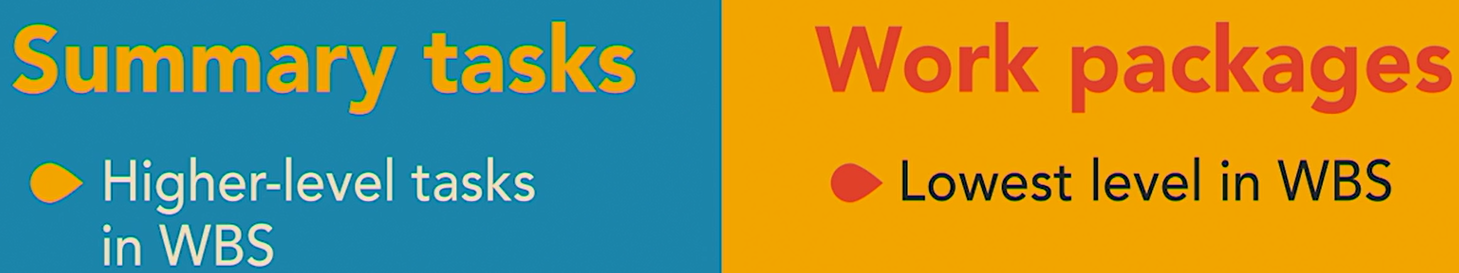 Summary tasks
Higher-level tasks
in WBS
Work packages
Lowest level in WBS